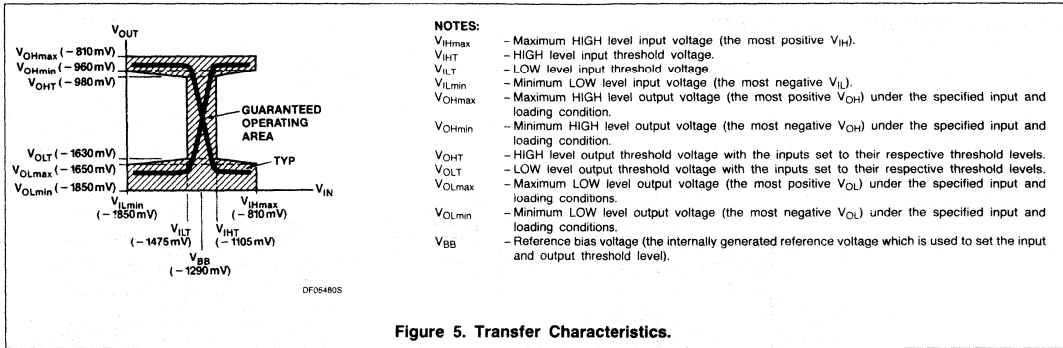 VOUT
VOHmax (– 810mV)
VOHmin (– 960mV)
VOHT (– 980mV)
GUARANTEED
OPERATING
AREA
VOLT (– 1630mV)
TYP
VOLmax (– 1650mV)
VOLmin (– 1850mV)
VIN
VILmin
(– 1850mV)
VIHmax
(– 810mV)
VILT
(– 1475mV)
VIHT
(– 1105mV)
VBB
(– 1290mV)
DF05480S
NOTES:
VIHmax – Maximum HIGH level input voltage (the most positive VIH).
VIHT – HIGH level input threshold voltage.
VILT – LOW level input threshold voltage.
VILmin – Minimum LOW level input voltage (the most negative VIL).
VOHmax – Maximum HIGH level output voltage (the most positive VOH) under the specified input and
loading condition.
VOHmin – Minimum HIGH level output voltage (the most negative VOH) under the specified input and
loading condition.
VOHT – HIGH level output threshold voltage with the inputs set to their respective threshold levels.
VOLT – LOW level output threshold voltage with the inputs set to their respective threshold levels.
VOLmax – Maximum LOW level output voltage (the most positive VOL) under the specified input and
loading conditions.
VOLmin – Minimum LOW level output voltage (the most negative VOL) under the specified input and
loading conditions.
VBB – Reference bias voltage (the internally generated reference voltage which is used to set the input
and output threshold level).
Figure 5. Transfer Characteristics.